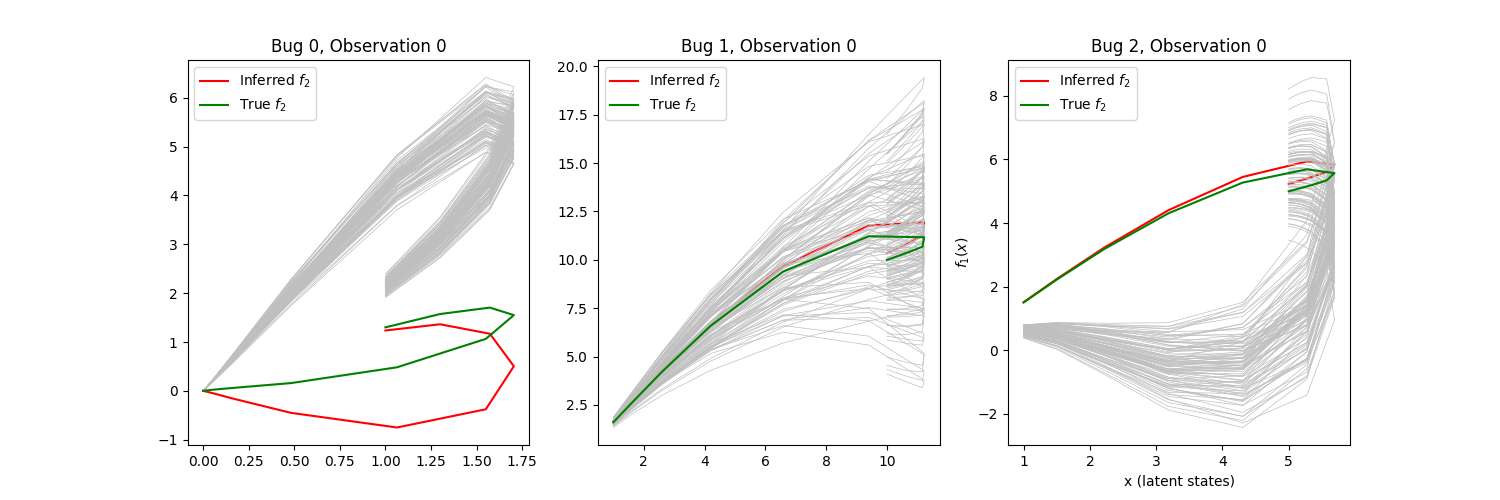 Bug 0, Observation 0
Inferred f₂
True f₂
6
5
4
3
2
1
0
−1
0.00 0.25 0.50 0.75 1.00 1.25 1.50 1.75
Bug 1, Observation 0
Inferred f₂
True f₂
20.0
17.5
15.0
12.5
10.0
7.5
5.0
2.5
2 4 6 8 10
Bug 2, Observation 0
Inferred f₂
True f₂
f₁(x)
8
6
4
2
0
−2
1 2 3 4 5
x (latent states)